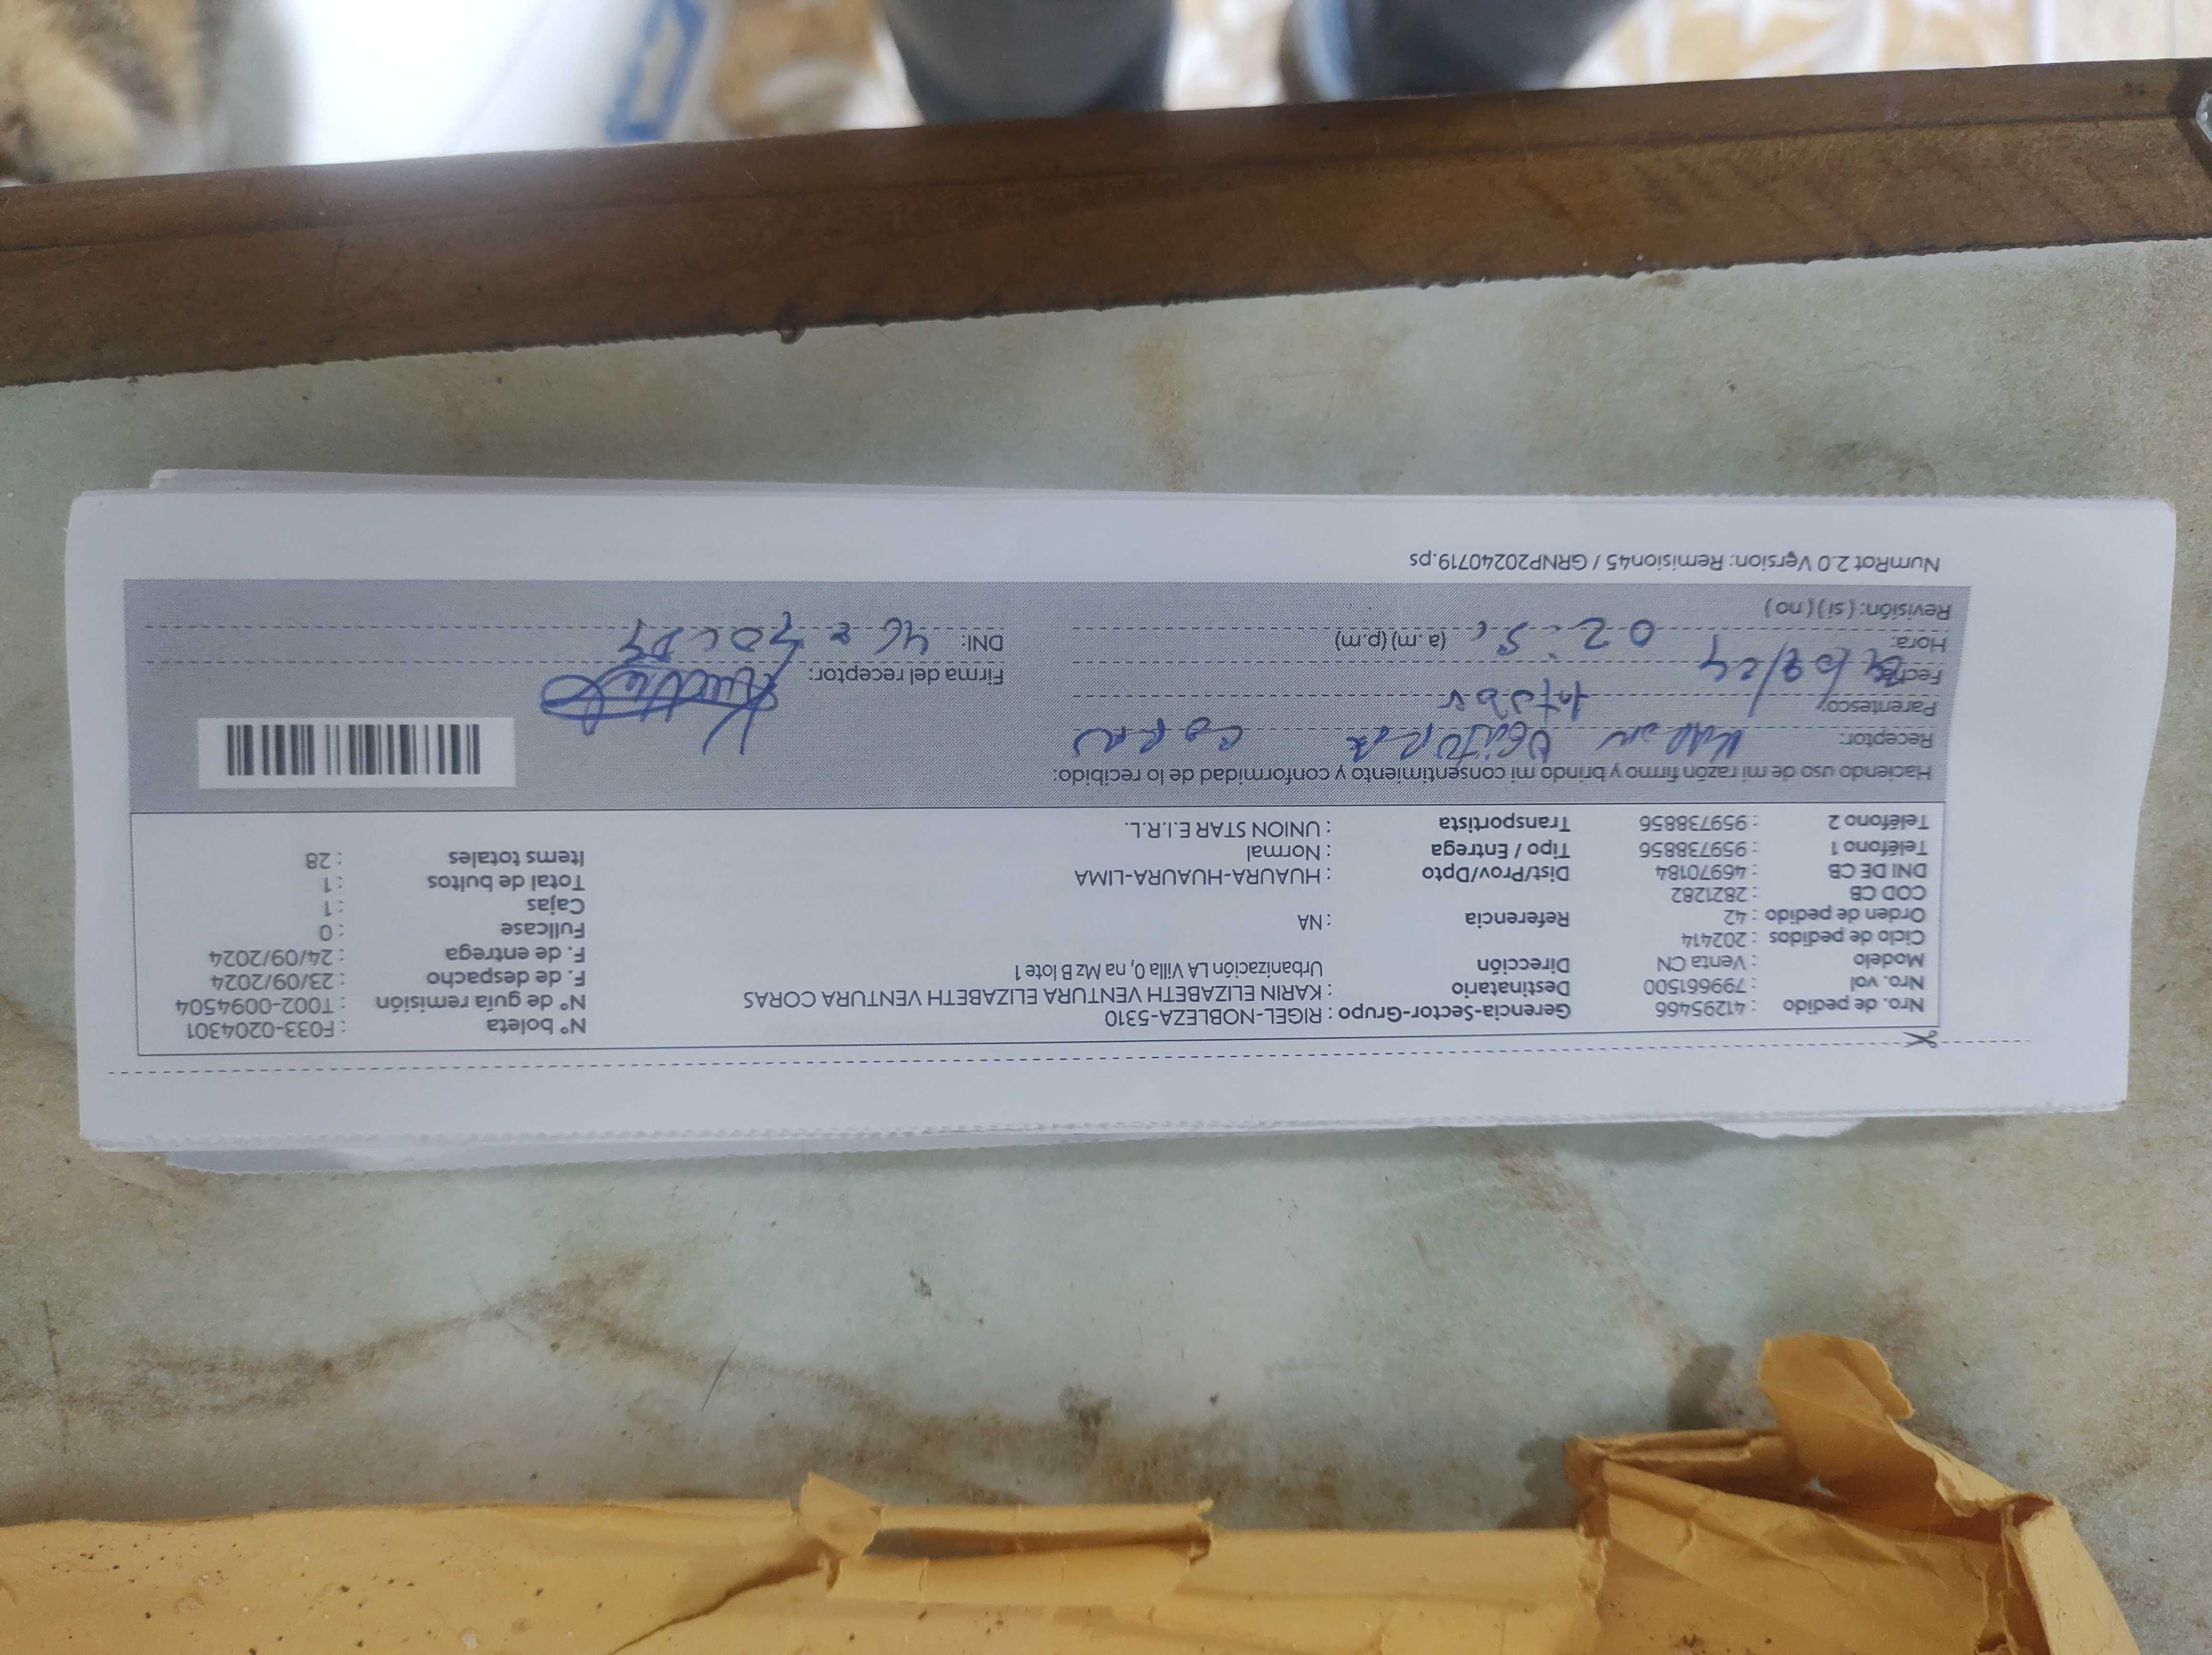 Nro. de pedido : 41295466 Gerencia-Sector-Grupo : RIGEL-NOBLEZA-5310 N° boleta : F033-0204301
Nro. vol : 799661500 Destinatario : KARIN ELIZABETH VENTURA ELIZABETH VENTURA CORAS N° de guía remisión : T002-0094504
Modelo : Venta CN Dirección Urbanización LA Villa 0, na Mz B lote 1 F. de despacho : 23/09/2024
Ciclo de pedidos : 202414 F. de entrega : 24/09/2024
Orden de pedido : 42 Referencia : NA Fullcase : 0
COD CB : 2821282 Cajas : 1
DNI DE CB : 46970184 Dist/Prov/Dpto : HUAURA-HUAURA-LIMA Total de bultos : 1
Teléfono 1 : 959738856 Tipo / Entrega : Normal Items totales : 28
Teléfono 2 : 959738856 Transportista : UNION STAR E.I.R.L.
Haciendo uso de mi razón firmo y brindo mi consentimiento y conformidad de lo recibido:
Receptor:
Parentesco:
Fecha: Firma del receptor:
Hora: (a.m) (p.m) DNI:
Revisión: ( si ) ( no )
NumRot 2.0 Version: Remision45 / GRNP20240719.ps